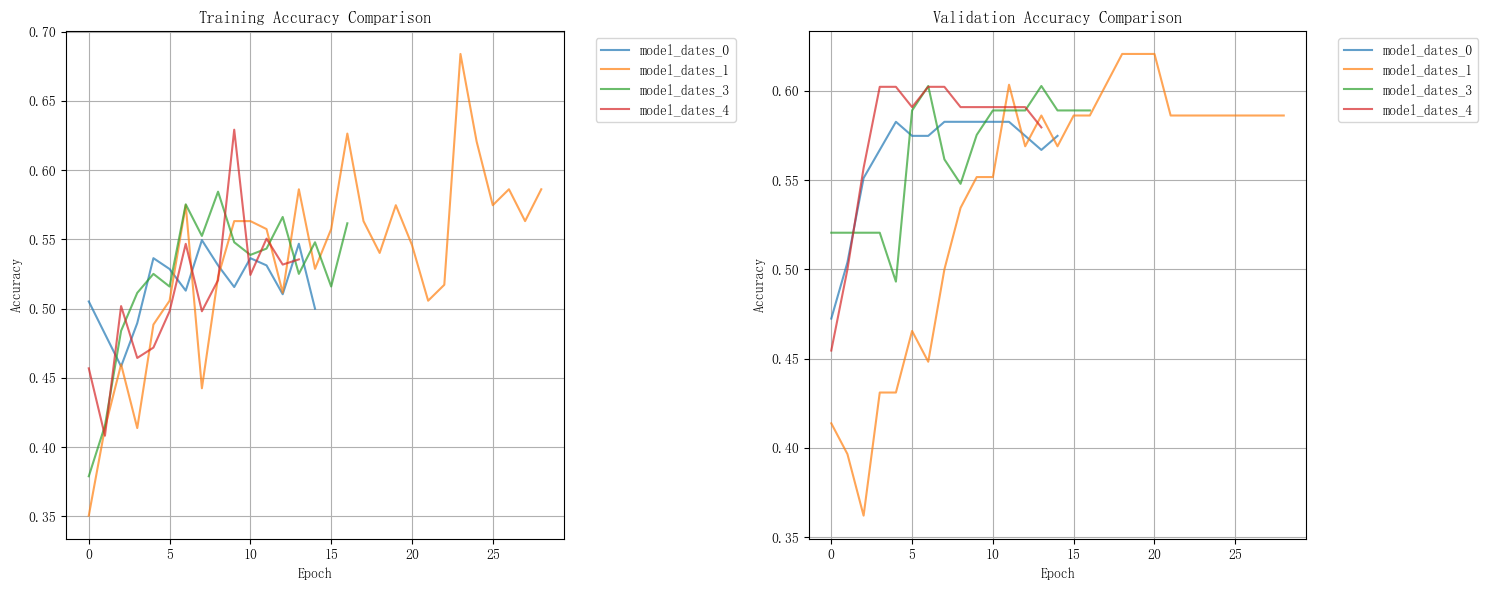 Training Accuracy Comparison
0.70
0.65
0.60
0.55
0.50
0.45
0.40
0.35
Accuracy
0
5
10
15
20
25
Epoch
model_dates_0
model_dates_1
model_dates_3
model_dates_4
Validation Accuracy Comparison
0.60
0.55
0.50
0.45
0.40
0.35
Accuracy
0
5
10
15
20
25
Epoch
model_dates_0
model_dates_1
model_dates_3
model_dates_4